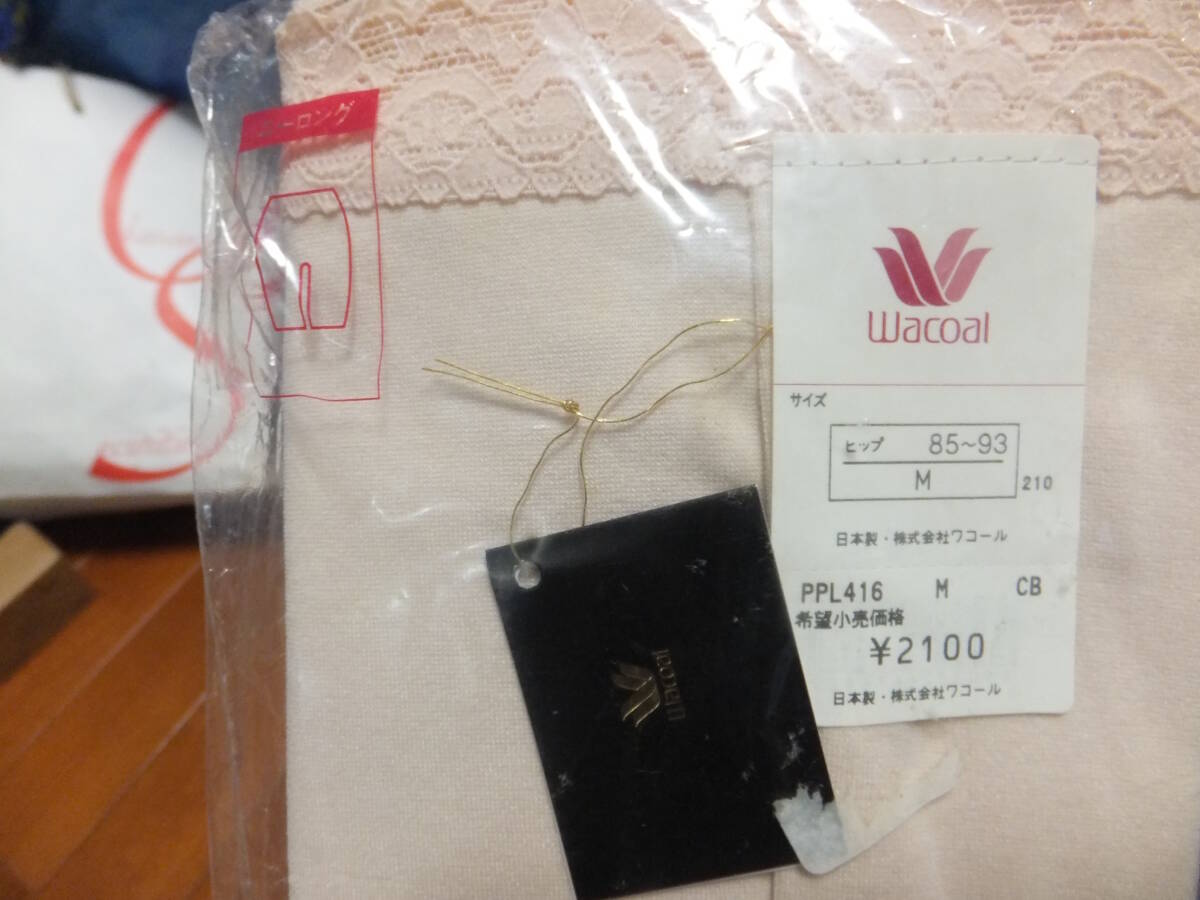 ーロング
Wacoal
サイズ
ヒップ 85~93
M
210
日本製・株式会社ワコール
PPL416 M CB
希望小売価格
¥2100
日本製・株式会社ワコール
Wacoal